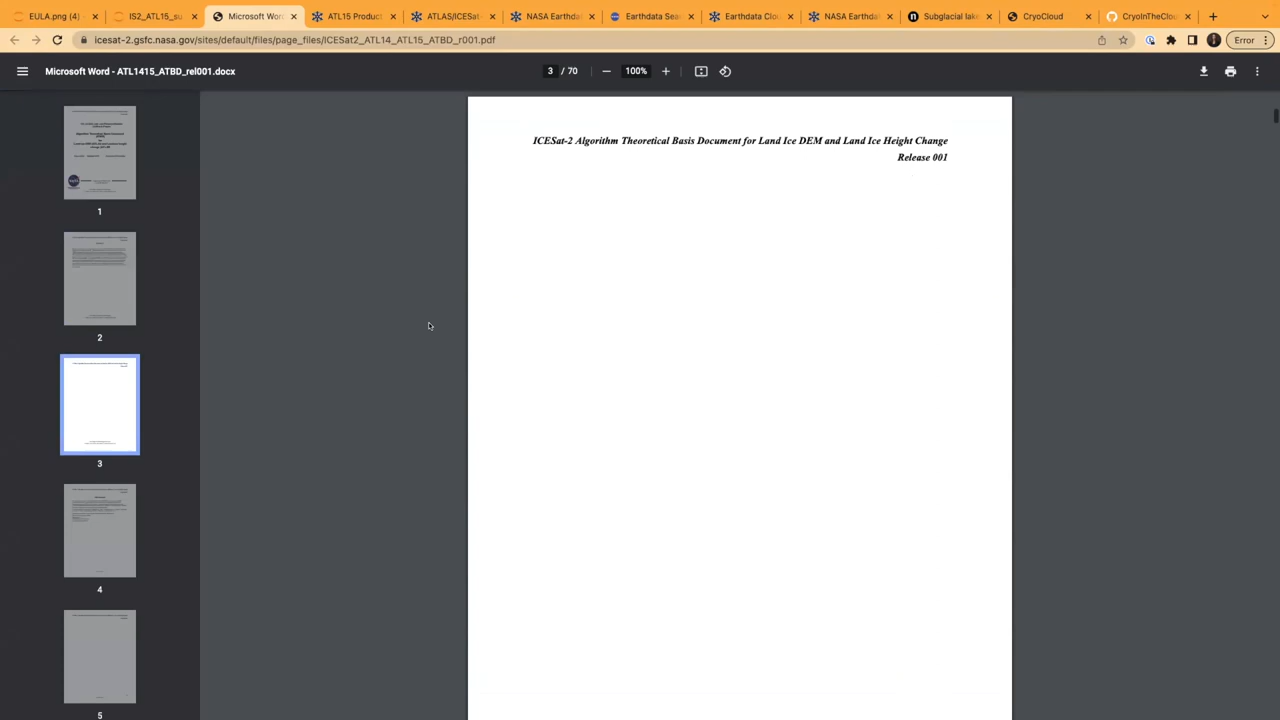 EULA.png (4) -
IS2_ATL15_su
Microsoft Word
ATL15 Product
ATLAS/ICESat-
NASA Earthda
Earthdata Sea
Earthdata Clo
NASA Earthda
Subglacial lake
CryoCloud
CryoInTheClou
icesat-2.gsfc.nasa.gov/sites/default/files/page_files/ICESat2_ATL14_ATL15_ATBD_r001.pdf
Error
Microsoft Word - ATL1415_ATBD_rel001.docx
3 / 70
100%
1
2
3
4
5
ICESat-2 Algorithm Theoretical Basis Document for Land Ice DEM and Land Ice Height Change
Release 001